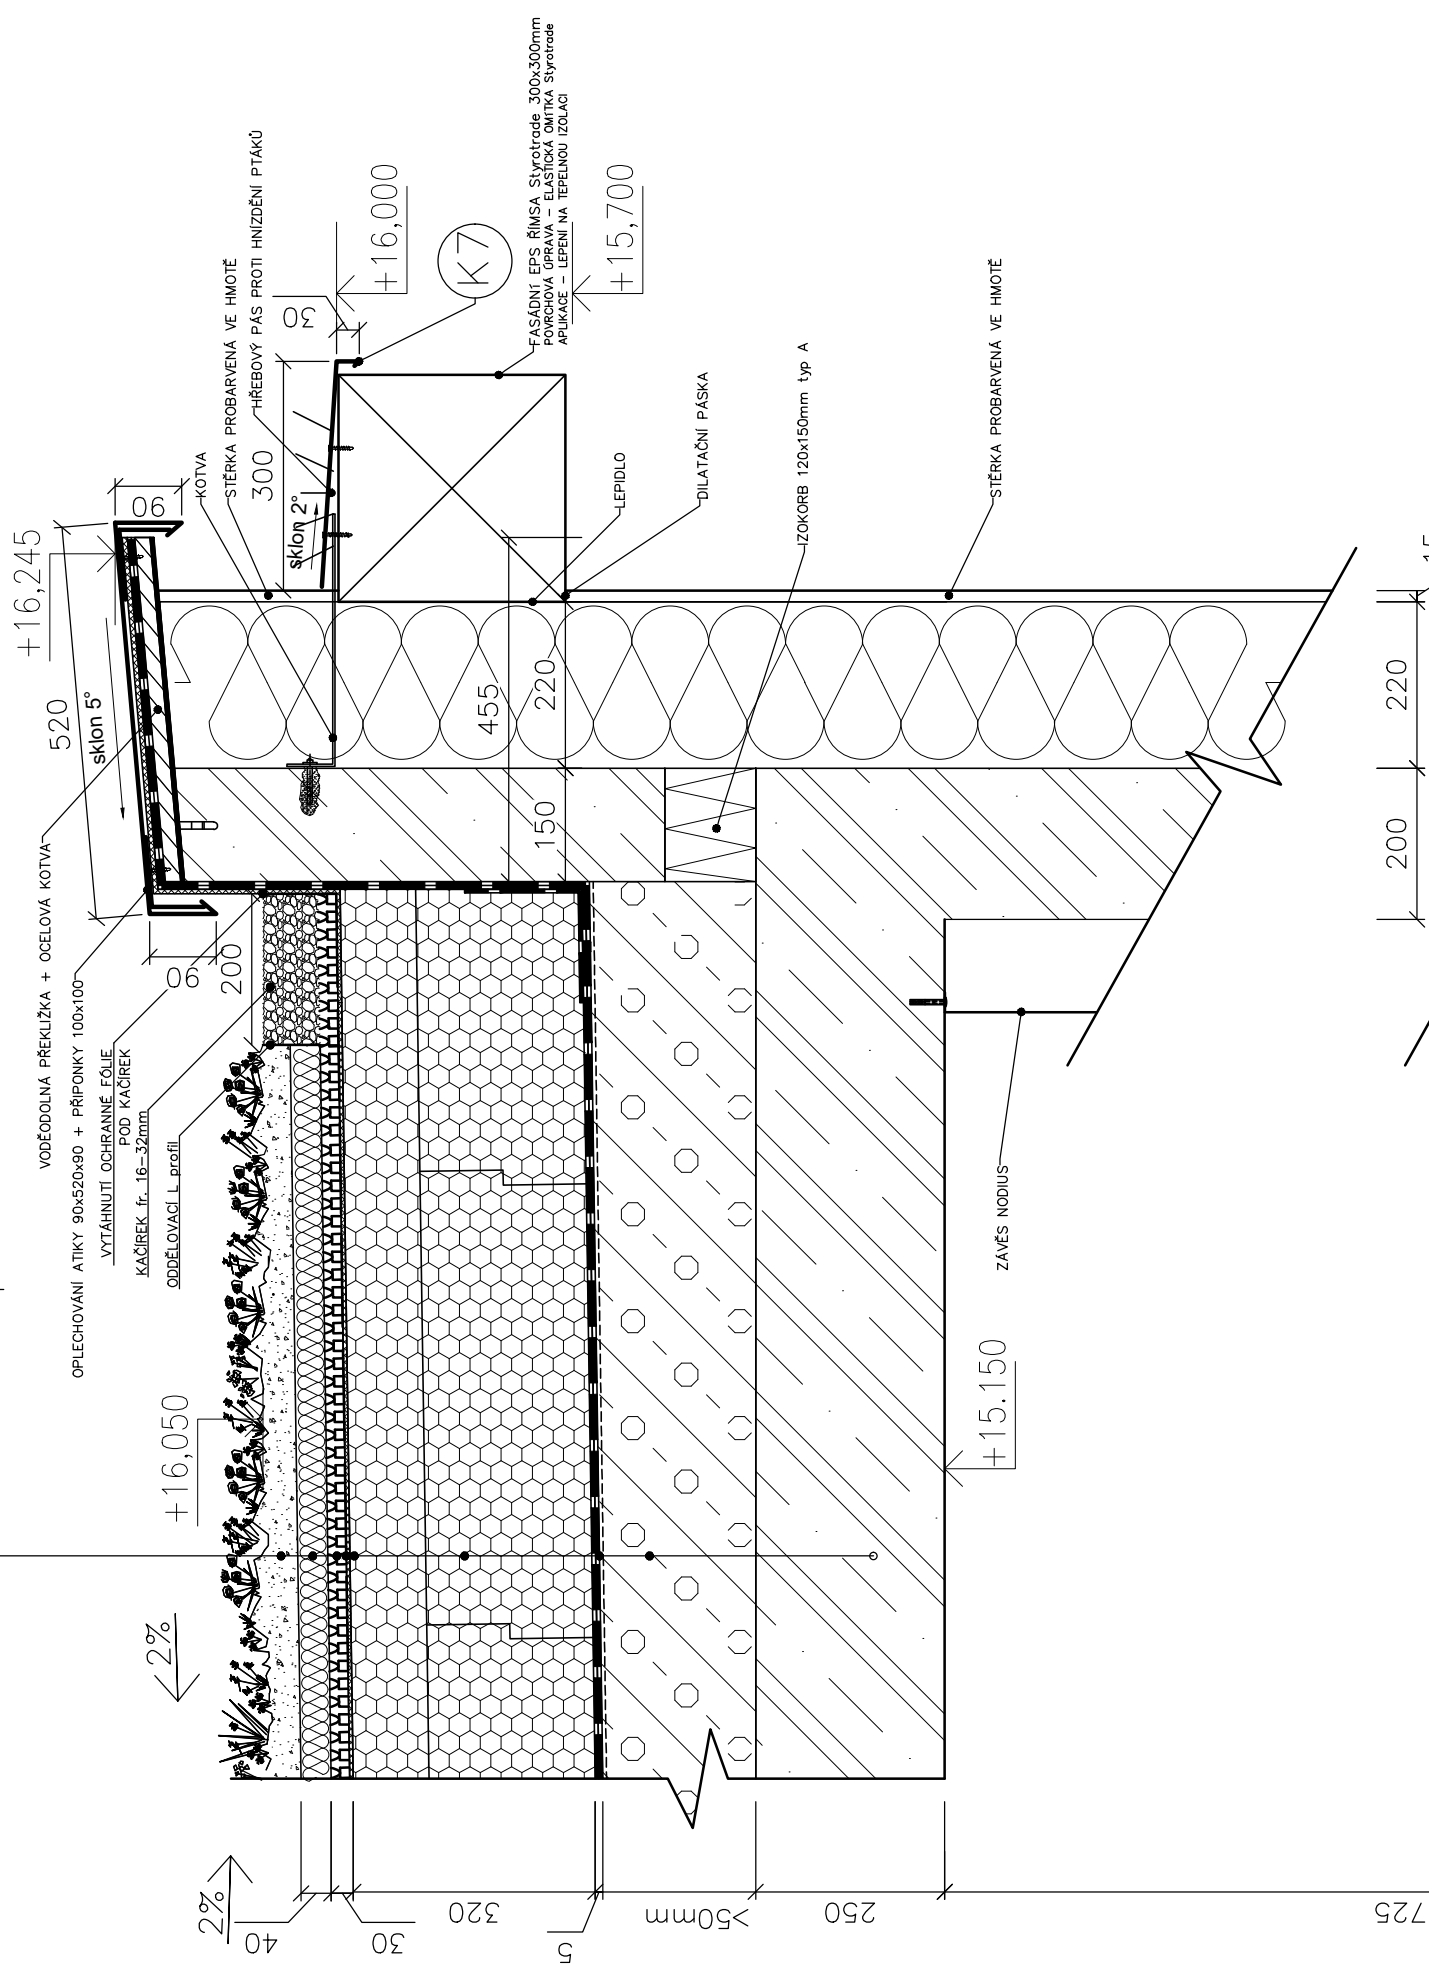 VODĚODOLNÁ PŘEKLIŽKA + OCELOVÁ KOTVA
OPLECHOVÁNÍ ATIKY 90x520x90 + PŘÍPONKY 100x100
VYTÁHNUTÍ OCHRANNÉ FÓLIE
POD KAČÍREK
KAČÍREK fr. 16-32mm
ODDĚLOVACÍ L profil
+16,245
520
sklon 5°
90
90
200
+16,050
2%
2%
KOTVA
STĚRKA PROBARVENÁ VE HMOTĚ
HŘEBOVÝ PÁS PROTI HNÍZDĚNÍ PTÁKŮ
300
sklon 2°
30
+16,000
K7
FASÁDNÍ EPS ŘÍMSA Styrotrade 300x300mm
POVRCHOVÁ ÚPRAVA - ELASTICKÁ OMÍTKA Styrotrade
APLIKACE - LEPENÍ NA TEPELNOU IZOLACI
+15,700
LEPIDLO
DILATAČNÍ PÁSKA
IZOKORB 120x150mm typ A
STĚRKA PROBARVENÁ VE HMOTĚ
455
150
220
ZÁVĚS NODIUS
+15.150
40
30
320
5
>50mm
250
725
200
220
15